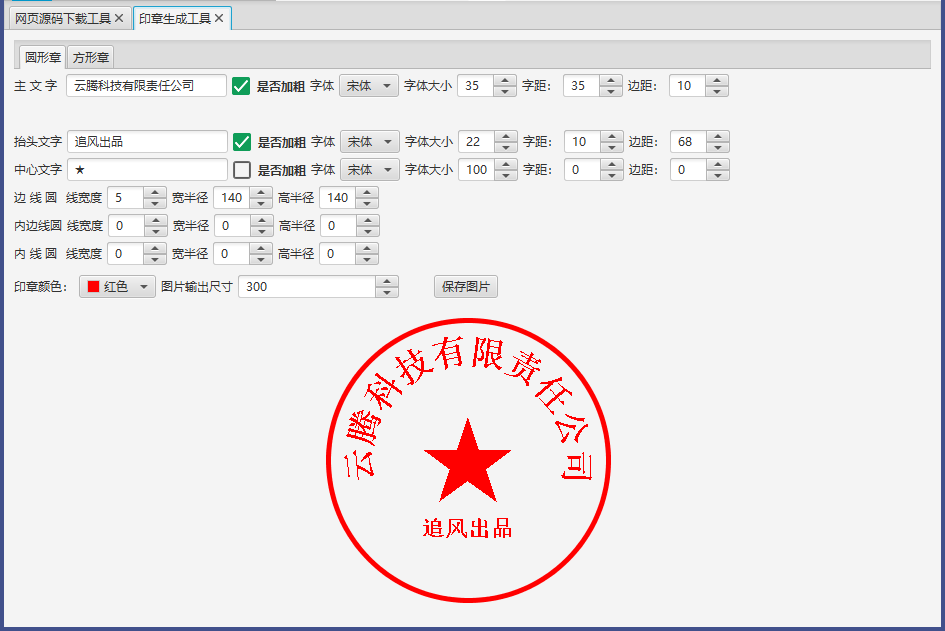 网页源码下载工具 × 印章生成工具 ×
圆形章 方形章
主 文 字 云腾科技有限责任公司 是否加粗 字体 宋体 字体大小 35 字距: 35 边距: 10
抬头文字 追风出品 是否加粗 字体 宋体 字体大小 22 字距: 10 边距: 68
中心文字 ★ 是否加粗 字体 宋体 字体大小 100 字距: 0 边距: 0
边 线 圆 线宽度 5 宽半径 140 高半径 140
内边线圆 线宽度 0 宽半径 0 高半径 0
内 线 圆 线宽度 0 宽半径 0 高半径 0
印章颜色: 红色 图片输出尺寸 300 保存图片
云腾科技有限责任公司
★
追风出品